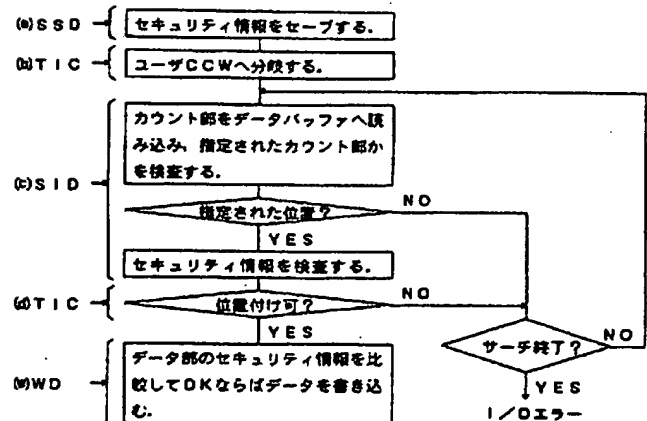 (a)SSD
セキュリティ情報をセーブする.
(b)TIC
ユーザCCWへ分岐する.
カウント部をデータバッファへ読
み込み, 指定されたカウント部か
を検査する.
(c)SID
指定された位置?
NO
YES
セキュリティ情報を検査する.
(d)TIC
位置付け可?
NO
YES
サーチ終了?
NO
データ部のセキュリティ情報を比
較してOKならばデータを書き込
む.
(e)WD
YES
I/Oエラー